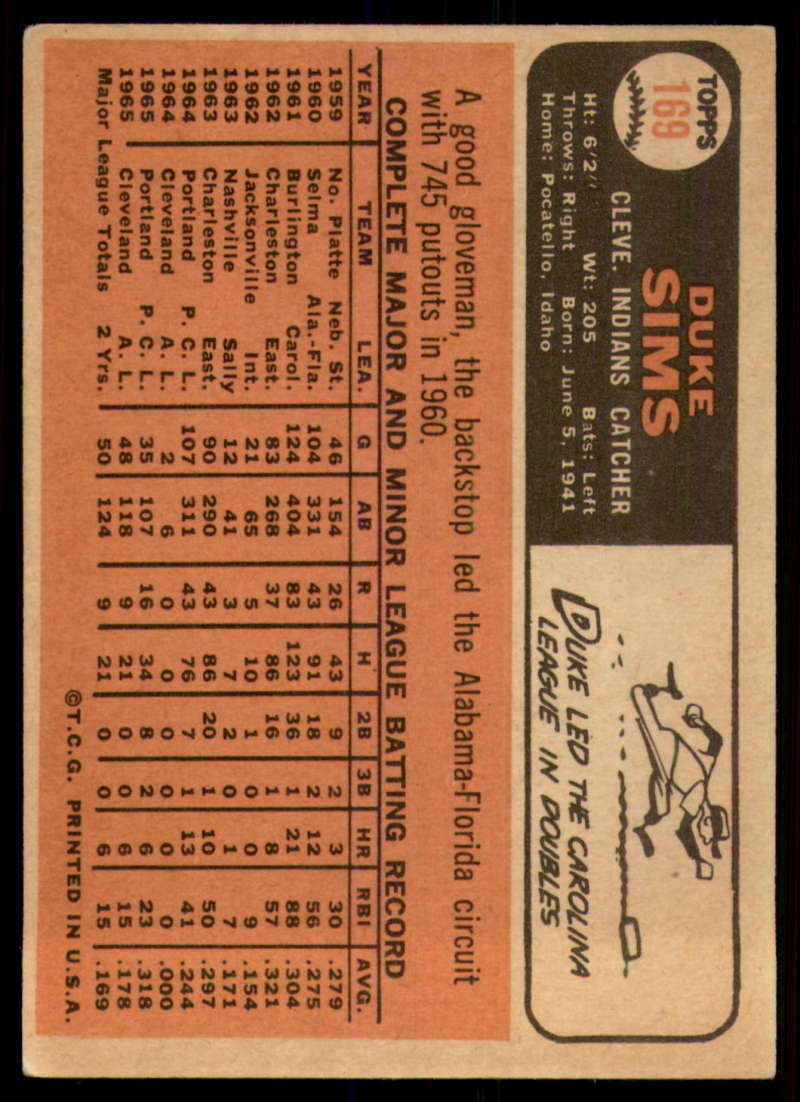 TOPPS
169
DUKE
SIMS
CLEVE. INDIANS CATCHER
Ht: 6'2" Wt: 205 Bats: Left
Throws: Right Born: June 5, 1941
Home: Pocatello, Idaho
DUKE LED THE CAROLINA
LEAGUE IN DOUBLES
A good gloveman, the backstop led the Alabama-Florida circuit
with 745 putouts in 1960.
COMPLETE MAJOR AND MINOR LEAGUE BATTING RECORD
YEAR TEAM LEA. G AB R H 2B 3B HR RBI AVG.
1959 No. Platte Neb. St. 46 154 26 43 9 2 3 30 .279
1960 Selma Ala.-Fla. 104 331 43 91 18 2 12 56 .275
1961 Burlington Carol. 124 404 83 123 36 1 21 88 .304
1962 Charleston East. 83 268 37 86 16 1 8 57 .321
1962 Jacksonville Int. 21 65 5 10 1 0 0 9 .154
1963 Nashville Sally 12 41 3 7 2 0 1 7 .171
1963 Charleston East. 90 290 43 86 20 1 10 50 .297
1964 Portland P. C. L. 107 311 43 76 7 1 13 41 .244
1964 Cleveland A. L. 2 6 0 0 0 0 0 0 .000
1965 Portland P. C. L. 35 107 16 34 8 2 6 23 .318
1965 Cleveland A. L. 48 118 9 21 0 0 6 15 .178
Major League Totals 2 Yrs. 50 124 9 21 0 0 6 15 .169
©T.C.G. PRINTED IN U.S.A.